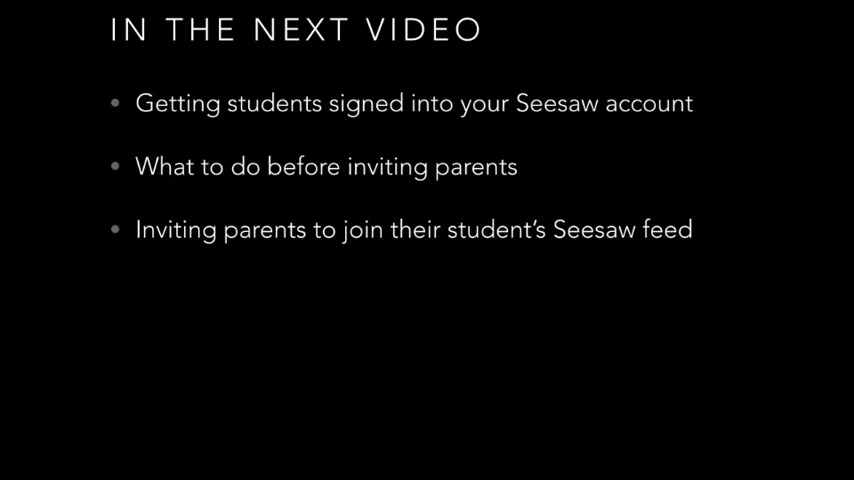 IN THE NEXT VIDEO
• Getting students signed into your Seesaw account
• What to do before inviting parents
• Inviting parents to join their student’s Seesaw feed